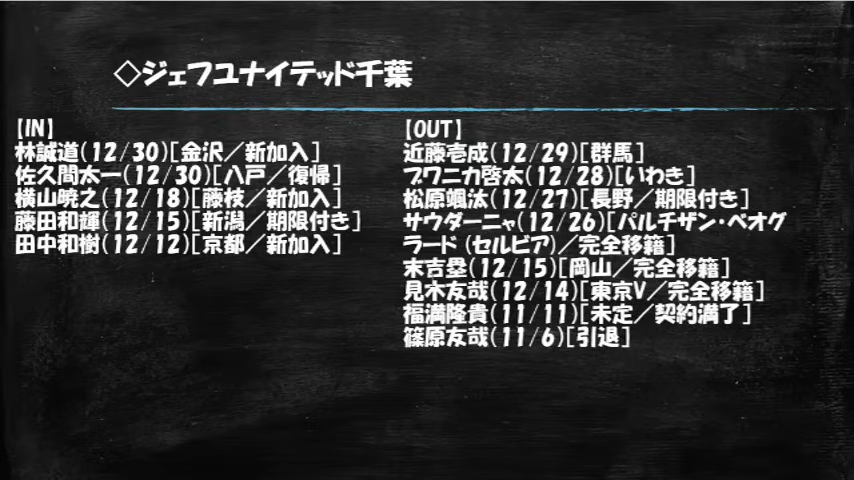 ◇ジェフユナイテッド千葉
【IN】
林誠道(12/30)[金沢／新加入]
佐久間太一(12/30)[八戸／復帰]
横山暁之(12/18)[藤枝／新加入]
藤田和輝(12/15)[新潟／期限付き]
田中和樹(12/12)[京都／新加入]
【OUT】
近藤壱成(12/29)[群馬]
ブワニカ啓太(12/28)[いわき]
松原颯汰(12/27)[長野／期限付き]
サウダーニャ(12/26)[パルチザン・ベオグ
ラード (セルビア)／完全移籍]
末吉塁(12/15)[岡山／完全移籍]
見木友哉(12/14)[東京V／完全移籍]
福満隆貴(11/11)[未定／契約満了]
篠原友哉(11/6)[引退]